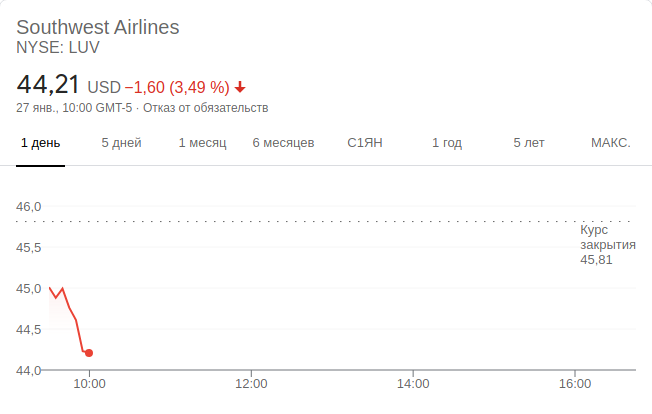 Southwest Airlines
NYSE: LUV
44,21 USD −1,60 (3,49 %)
27 янв., 10:00 GMT-5 · Отказ от обязательств
1 день 5 дней 1 месяц 6 месяцев С1ЯН 1 год 5 лет МАКС.
46,0
Курс
закрытия
45,81
45,5
45,0
44,5
44,0
10:00 12:00 14:00 16:00